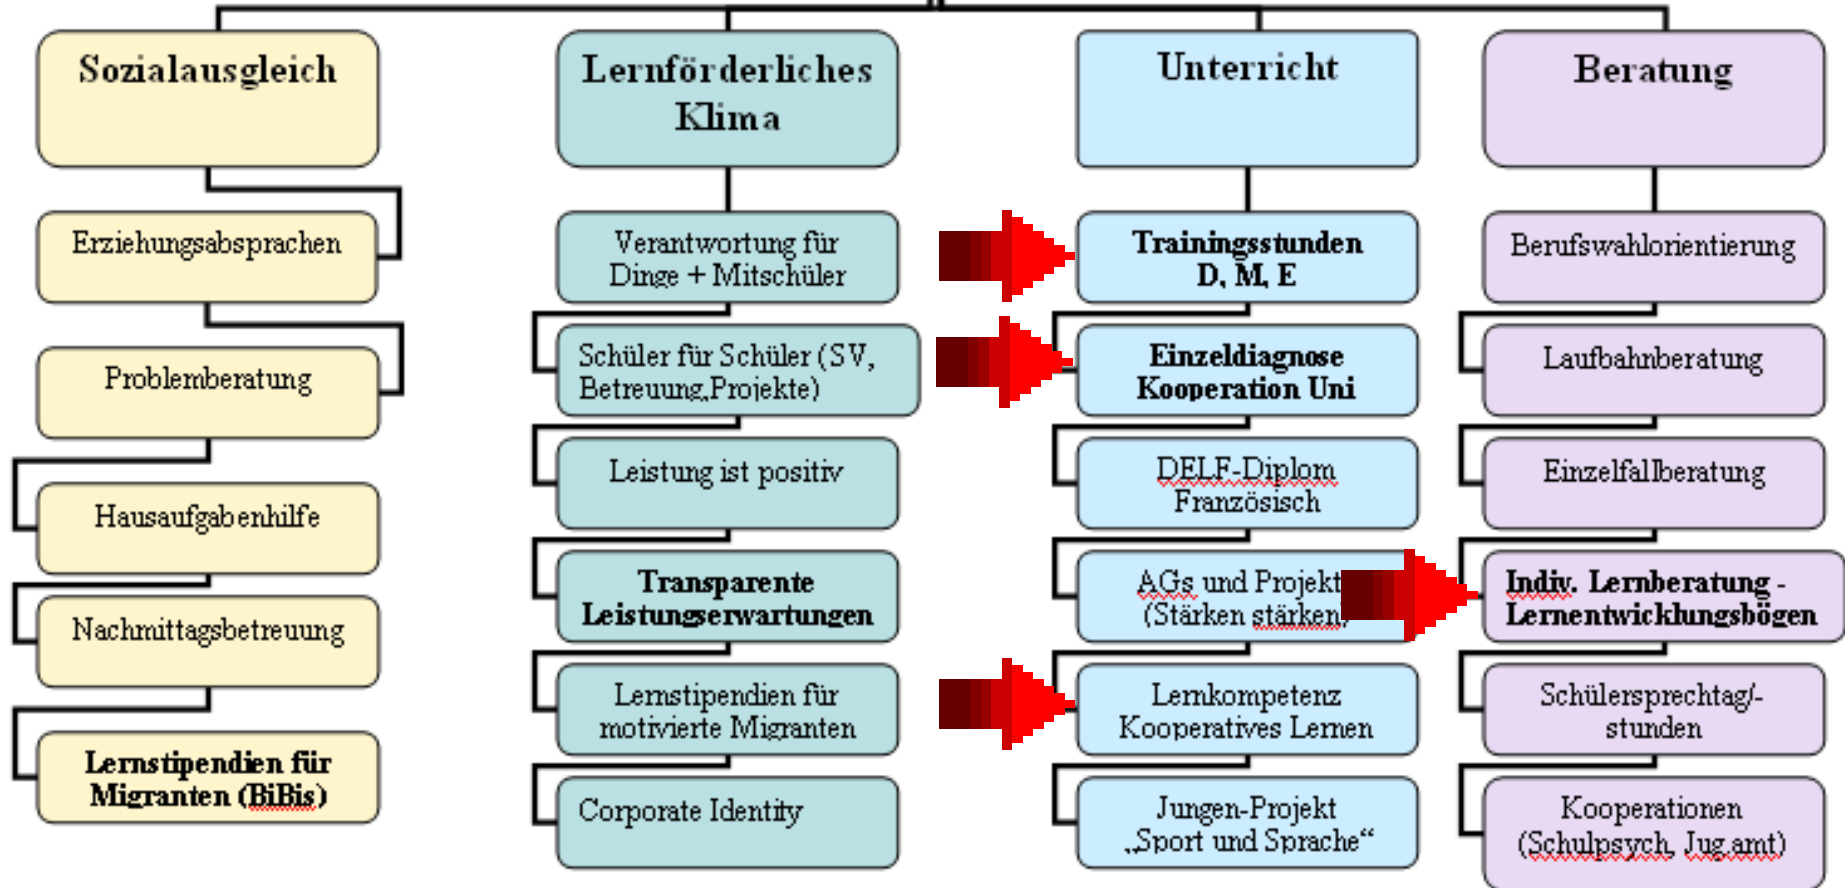 Sozialausgleich
Erziehungsabsprachen
Problemberatung
Hausaufgabenhilfe
Nachmittagsbetreuung
Lernstipendien für
Migranten (BiBis)
Lernförderliches
Klima
Verantwortung für
Dinge + Mitschüler
Schüler für Schüler (SV,
Betreuung,Projekte)
Leistung ist positiv
Transparente
Leistungserwartungen
Lernstipendien für
motivierte Migranten
Corporate Identity
Unterricht
Trainingsstunden
D, M, E
Einzeldiagnose
Kooperation Uni
DELF-Diplom
Französisch
AGs und
(Stärken stärken)
Lernkompetenz
Kooperatives Lernen
Jungen-Projekt
„Sport und Sprache“
Beratung
Berufswahlorientierung
Laufbahnberatung
Einzelfallberatung
Indiv. Lernberatung -
Lernentwicklungsbögen
Schülersprechtag/-
stunden
Kooperationen
(Schulpsych, Jug.amt)